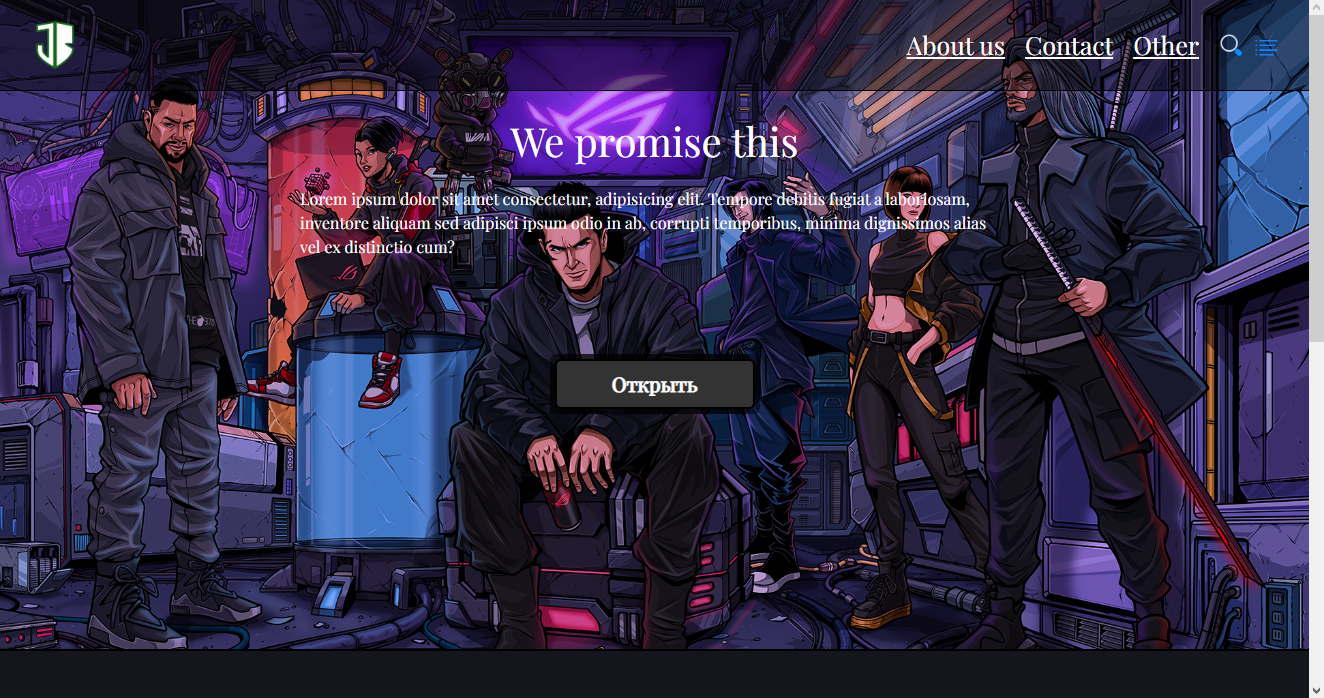 About us Contact Other
We promise this
Lorem ipsum dolor sit amet consectetur, adipisicing elit. Tempore debitis fugiat a laboriosam,
inventore aliquam sed adipisci ipsum odio in ab, corrupti temporibus, minima dignissimos alias
vel ex distinctio cum?
Открыть